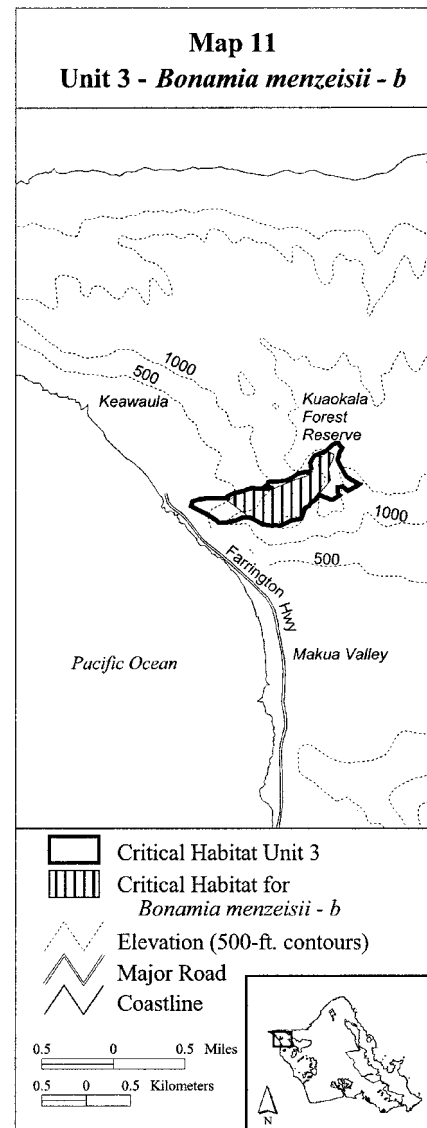 Map 11
Unit 3 - Bonamia menzeisii - b
1000
500
Keawaula
Kuaokala
Forest
Reserve
1000
500
Farrington
Hwy
Makua Valley
Pacific Ocean
Critical Habitat Unit 3
Critical Habitat for
Bonamia menzeisii - b
Elevation (500-ft. contours)
Major Road
Coastline
0.5 0 0.5 Miles
0.5 0 0.5 Kilometers
N